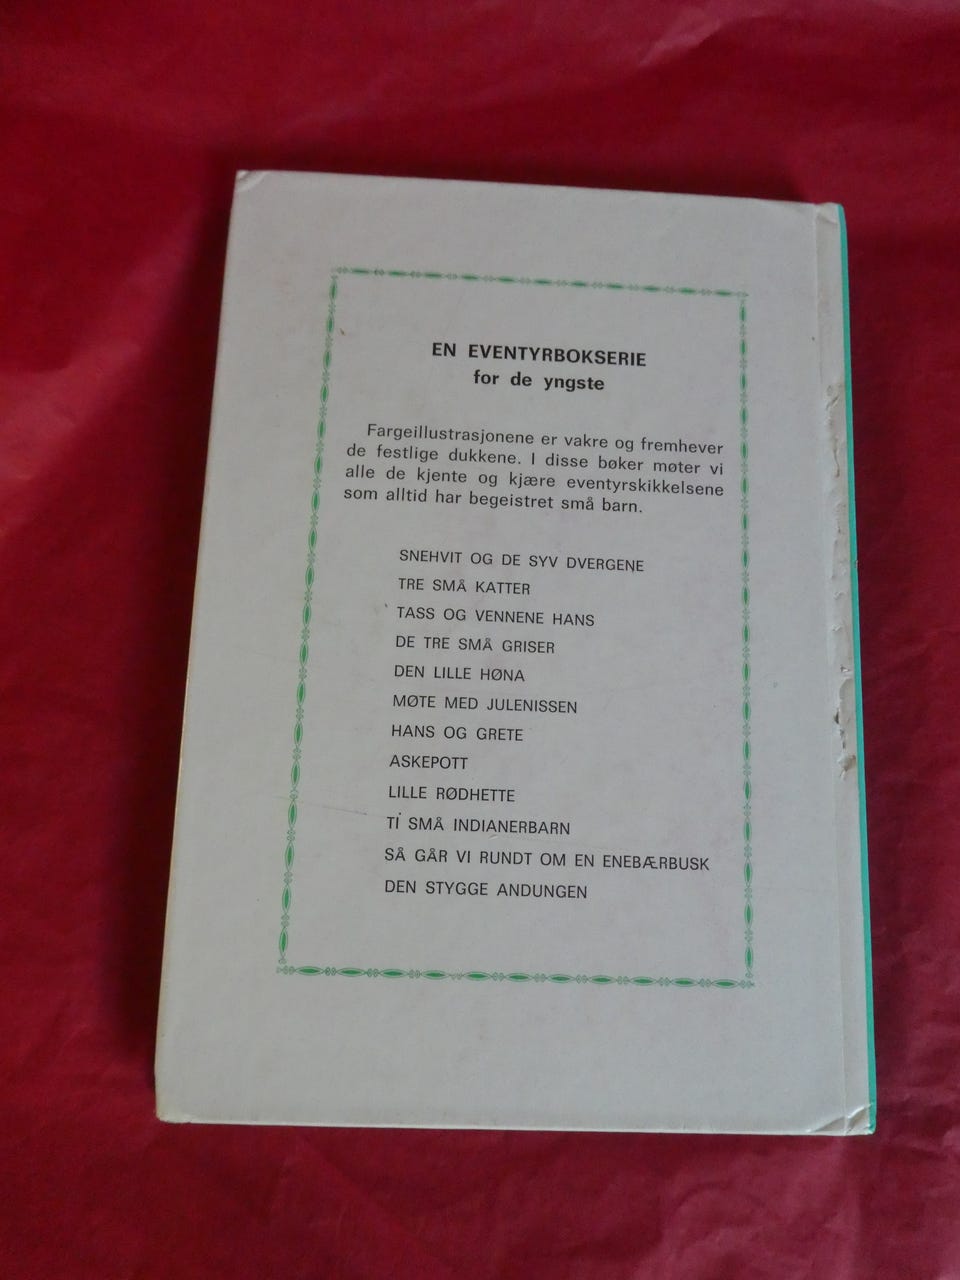 EN EVENTYRBOKSERIE
for de yngste
Fargeillustrasjonene er vakre og fremhever
de festlige dukkene. I disse bøker møter vi
alle de kjente og kjære eventyrskikkelsene
som alltid har begeistret små barn.
SNEHVIT OG DE SYV DVERGENE
TRE SMÅ KATTER
TASS OG VENNENE HANS
DE TRE SMÅ GRISER
DEN LILLE HØNA
MØTE MED JULENISSEN
HANS OG GRETE
ASKEPOTT
LILLE RØDHETTE
TI SMÅ INDIANERBARN
SÅ GÅR VI RUNDT OM EN ENEBÆRBUSK
DEN STYGGE ANDUNGEN